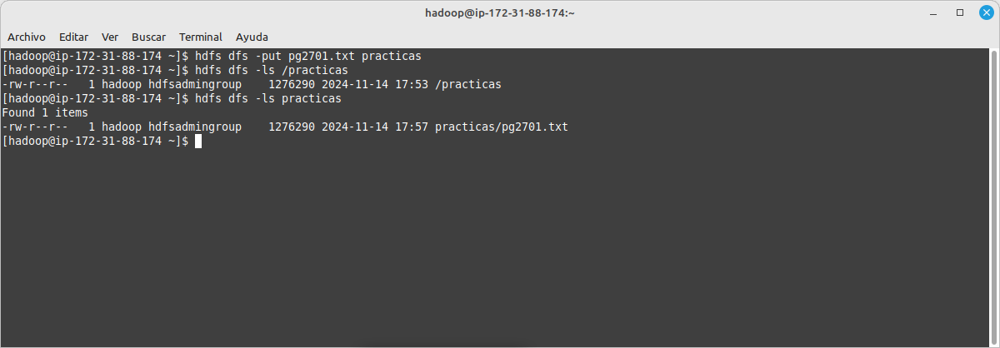 hadoop@ip-172-31-88-174:~
Archivo Editar Ver Buscar Terminal Ayuda
[hadoop@ip-172-31-88-174 ~]$ hdfs dfs -put pg2701.txt practicas
[hadoop@ip-172-31-88-174 ~]$ hdfs dfs -ls /practicas
-rw-r--r--   1 hadoop hdfsadmingroup    1276290 2024-11-14 17:53 /practicas
[hadoop@ip-172-31-88-174 ~]$ hdfs dfs -ls practicas
Found 1 items
-rw-r--r--   1 hadoop hdfsadmingroup    1276290 2024-11-14 17:57 practicas/pg2701.txt
[hadoop@ip-172-31-88-174 ~]$